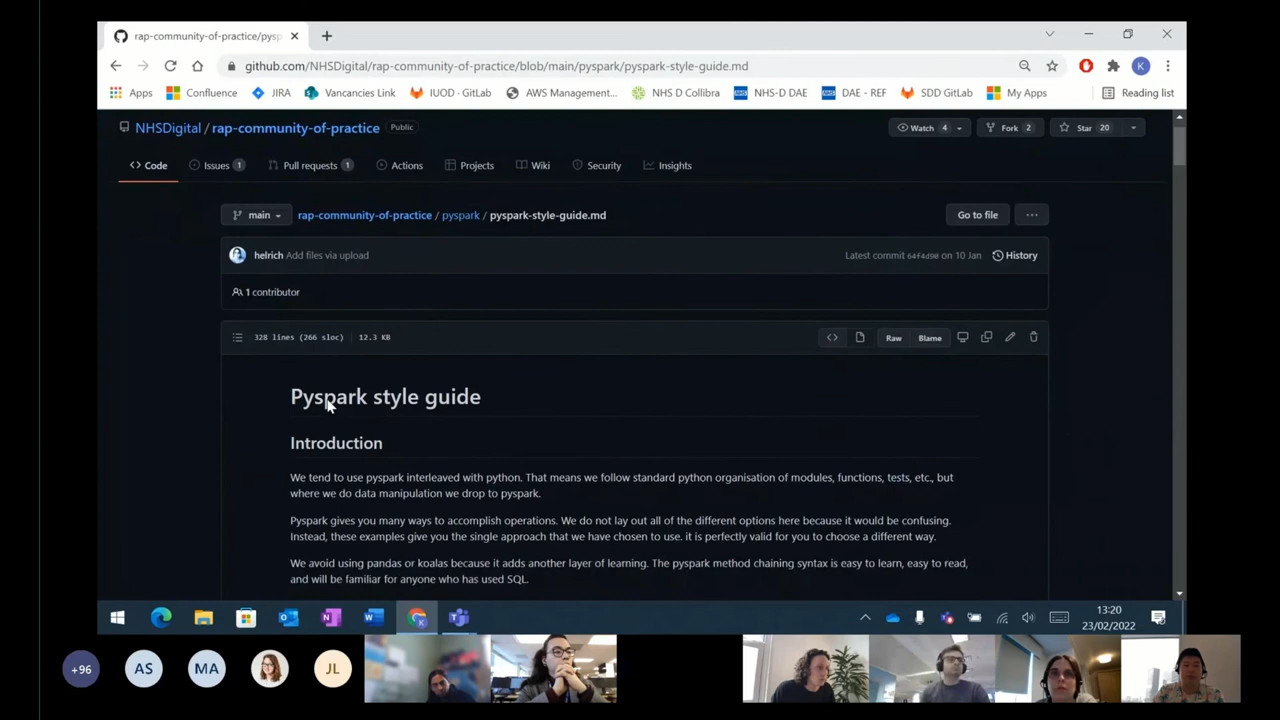 rap-community-of-practice/pysp
github.com/NHSDigital/rap-community-of-practice/blob/main/pyspark/pyspark-style-guide.md
K
Apps Confluence JIRA Vacancies Link IUOD · GitLab AWS Management... NHS D Collibra NHS-D DAE DAE - REF SDD GitLab My Apps Reading list
NHSDigital / rap-community-of-practice Public Watch 4 Fork 2 Star 20
Code Issues 1 Pull requests 1 Actions Projects Wiki Security Insights
main rap-community-of-practice / pyspark / pyspark-style-guide.md Go to file ...
helrich Add files via upload Latest commit 64f4d90 on 10 Jan History
1 contributor
328 lines (266 sloc) 12.3 KB Raw Blame
Pyspark style guide
Introduction
We tend to use pyspark interleaved with python. That means we follow standard python organisation of modules, functions, tests, etc., but
where we do data manipulation we drop to pyspark.
Pyspark gives you many ways to accomplish operations. We do not lay out all of the different options here because it would be confusing.
Instead, these examples give you the single approach that we have chosen to use. it is perfectly valid for you to choose a different way.
We avoid using pandas or koalas because it adds another layer of learning. The pyspark method chaining syntax is easy to learn, easy to read,
and will be familiar for anyone who has used SQL.
13:20
23/02/2022
+96 AS MA JL